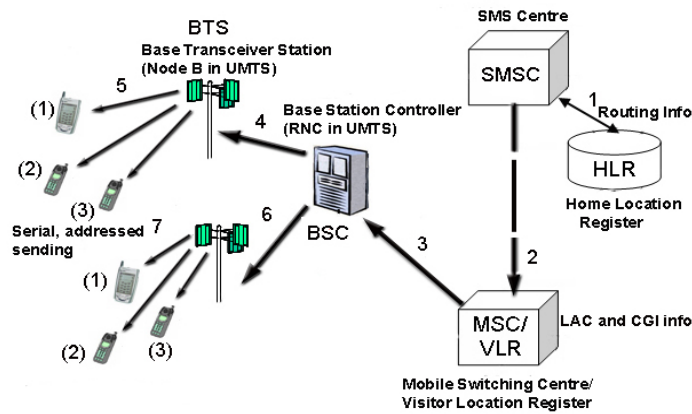 SMS Centre
SMSC
1
Routing Info
HLR
Home Location
Register
BTS
Base Transceiver Station
(Node B in UMTS)
5
(1)
(2)
(3)
4
Base Station Controller
(RNC in UMTS)
BSC
Serial, addressed
sending
7
6
(1)
(2)
(3)
3
2
MSC/
VLR
LAC and CGI info
Mobile Switching Centre/
Visitor Location Register